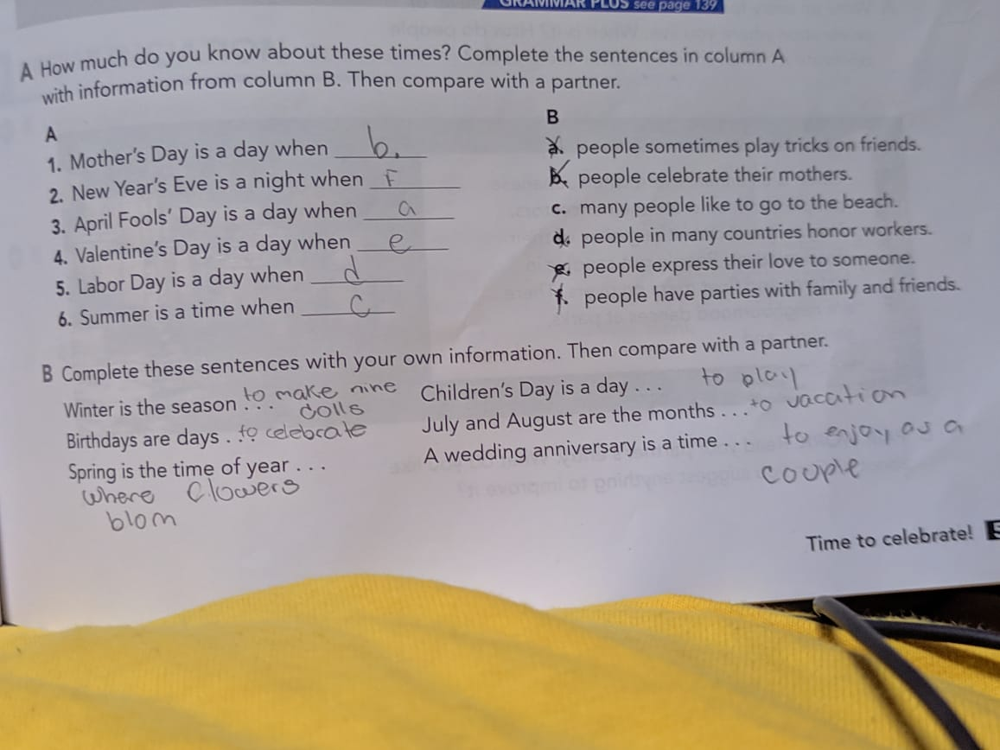 GRAMMAR PLUS see page 139
A How much do you know about these times? Complete the sentences in column A
with information from column B. Then compare with a partner.
A
1. Mother's Day is a day when b.
2. New Year's Eve is a night when F
3. April Fools' Day is a day when a
4. Valentine's Day is a day when e
5. Labor Day is a day when d
6. Summer is a time when C
B
a. people sometimes play tricks on friends.
b. people celebrate their mothers.
c. many people like to go to the beach.
d. people in many countries honor workers.
e. people express their love to someone.
f. people have parties with family and friends.
B Complete these sentences with your own information. Then compare with a partner.
Winter is the season . . . to make nine
dolls
Birthdays are days . . . to celebrate
Spring is the time of year . . .
where clowers
blom
Children's Day is a day . . . to play
July and August are the months . . . to vacation
A wedding anniversary is a time . . . to enjoy as a
couple
Time to celebrate!